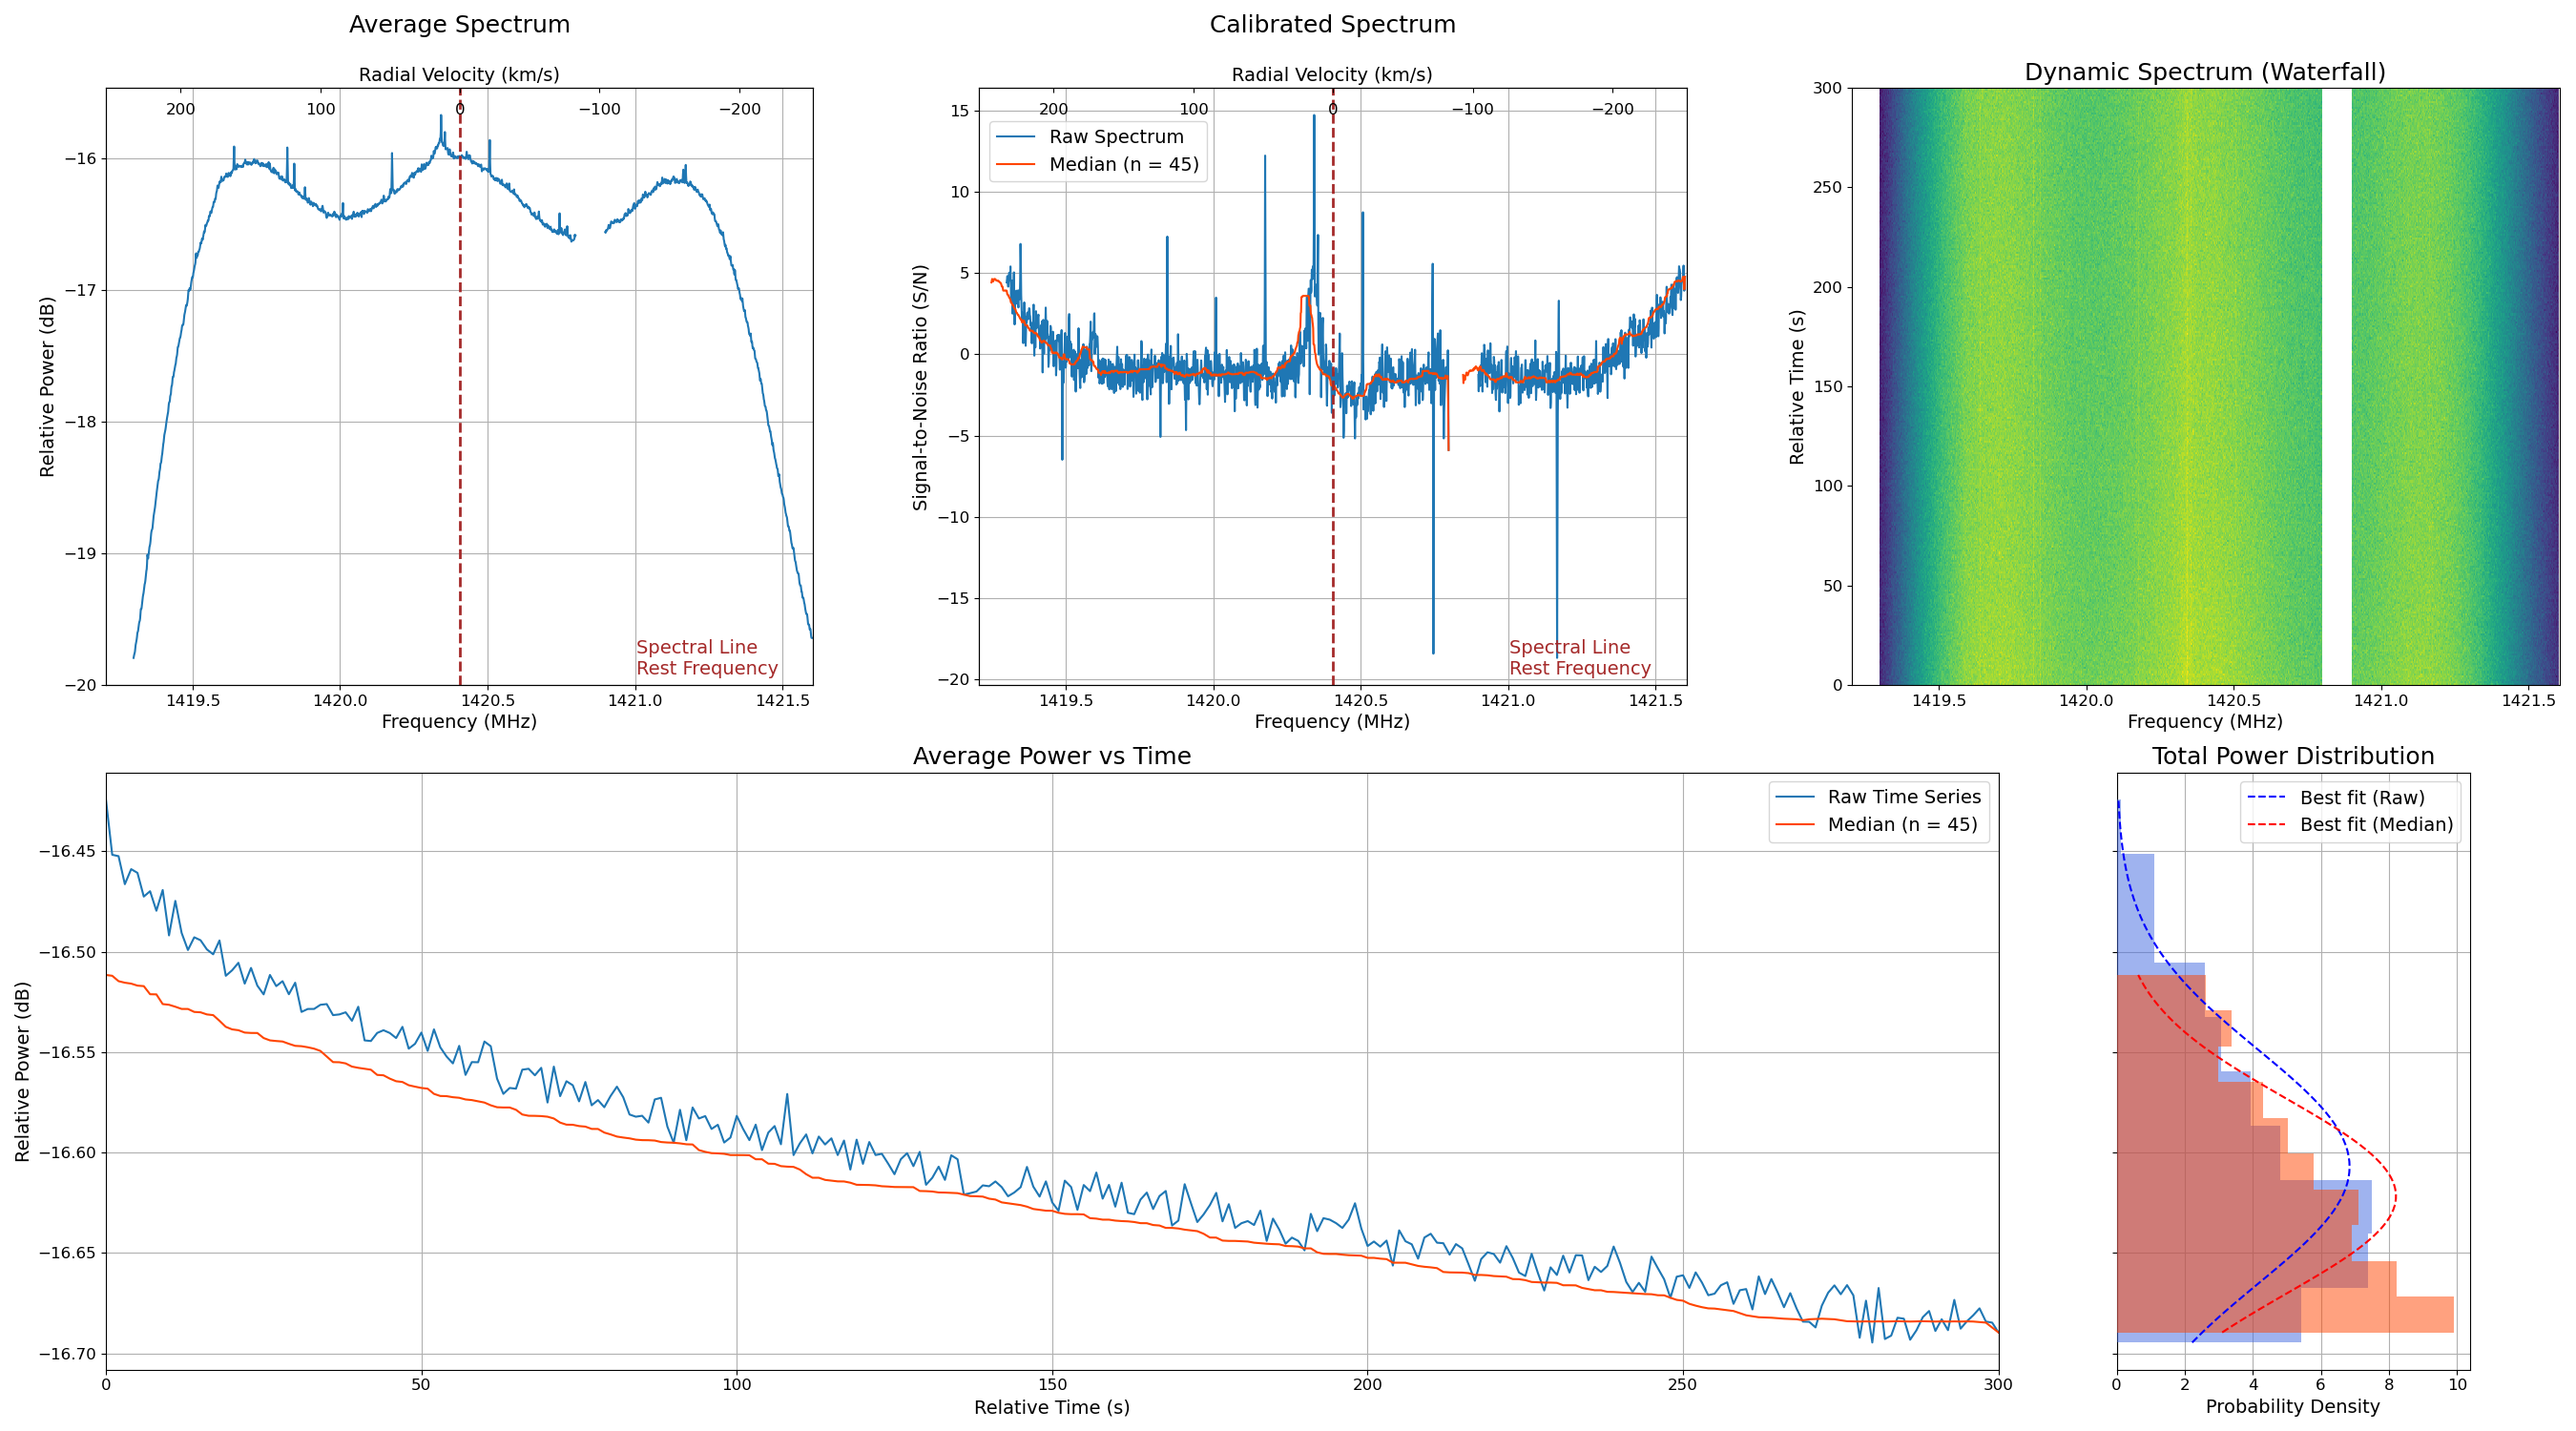 Average Spectrum
Radial Velocity (km/s)
200 100 0 −100 −200
−16
−17
−18
−19
−20
Relative Power (dB)
Spectral Line
Rest Frequency
1419.5 1420.0 1420.5 1421.0 1421.5
Frequency (MHz)
Calibrated Spectrum
Radial Velocity (km/s)
200 100 0 −100 −200
Raw Spectrum
Median (n = 45)
15
10
5
0
−5
−10
−15
−20
Signal-to-Noise Ratio (S/N)
Spectral Line
Rest Frequency
1419.5 1420.0 1420.5 1421.0 1421.5
Frequency (MHz)
Dynamic Spectrum (Waterfall)
300
250
200
150
100
50
0
Relative Time (s)
1419.5 1420.0 1420.5 1421.0 1421.5
Frequency (MHz)
Average Power vs Time
Raw Time Series
Median (n = 45)
−16.45
−16.50
−16.55
−16.60
−16.65
−16.70
Relative Power (dB)
0 50 100 150 200 250 300
Relative Time (s)
Total Power Distribution
Best fit (Raw)
Best fit (Median)
0 2 4 6 8 10
Probability Density